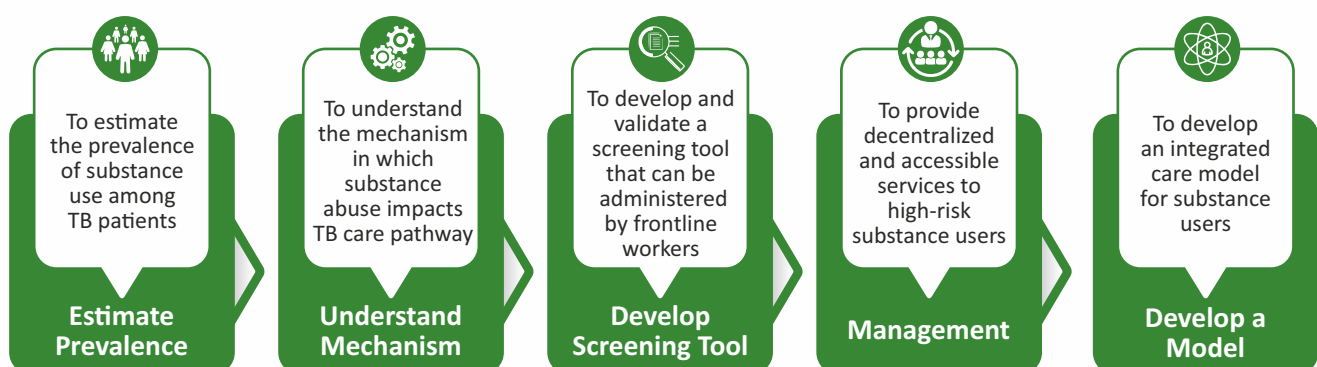 To estimate
the prevalence
of substance
use among
TB patients
Estimate
Prevalence
To understand
the mechanism
in which
substance
abuse impacts
TB care pathway
Understand
Mechanism
To develop and
validate a
screening tool
that can be
administered
by frontline
workers
Develop
Screening Tool
To provide
decentralized
and accessible
services to
high-risk
substance users
Management
To develop
an integrated
care model
for substance
users
Develop a
Model